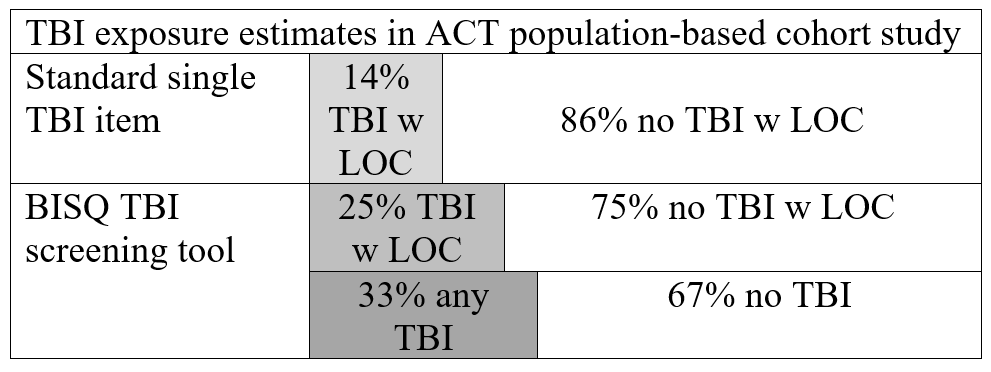 TBI exposure estimates in ACT population-based cohort study
Standard single
TBI item
14%
TBI w
LOC
86% no TBI w LOC
BISQ TBI
screening tool
25% TBI
w LOC
75% no TBI w LOC
33% any
TBI
67% no TBI